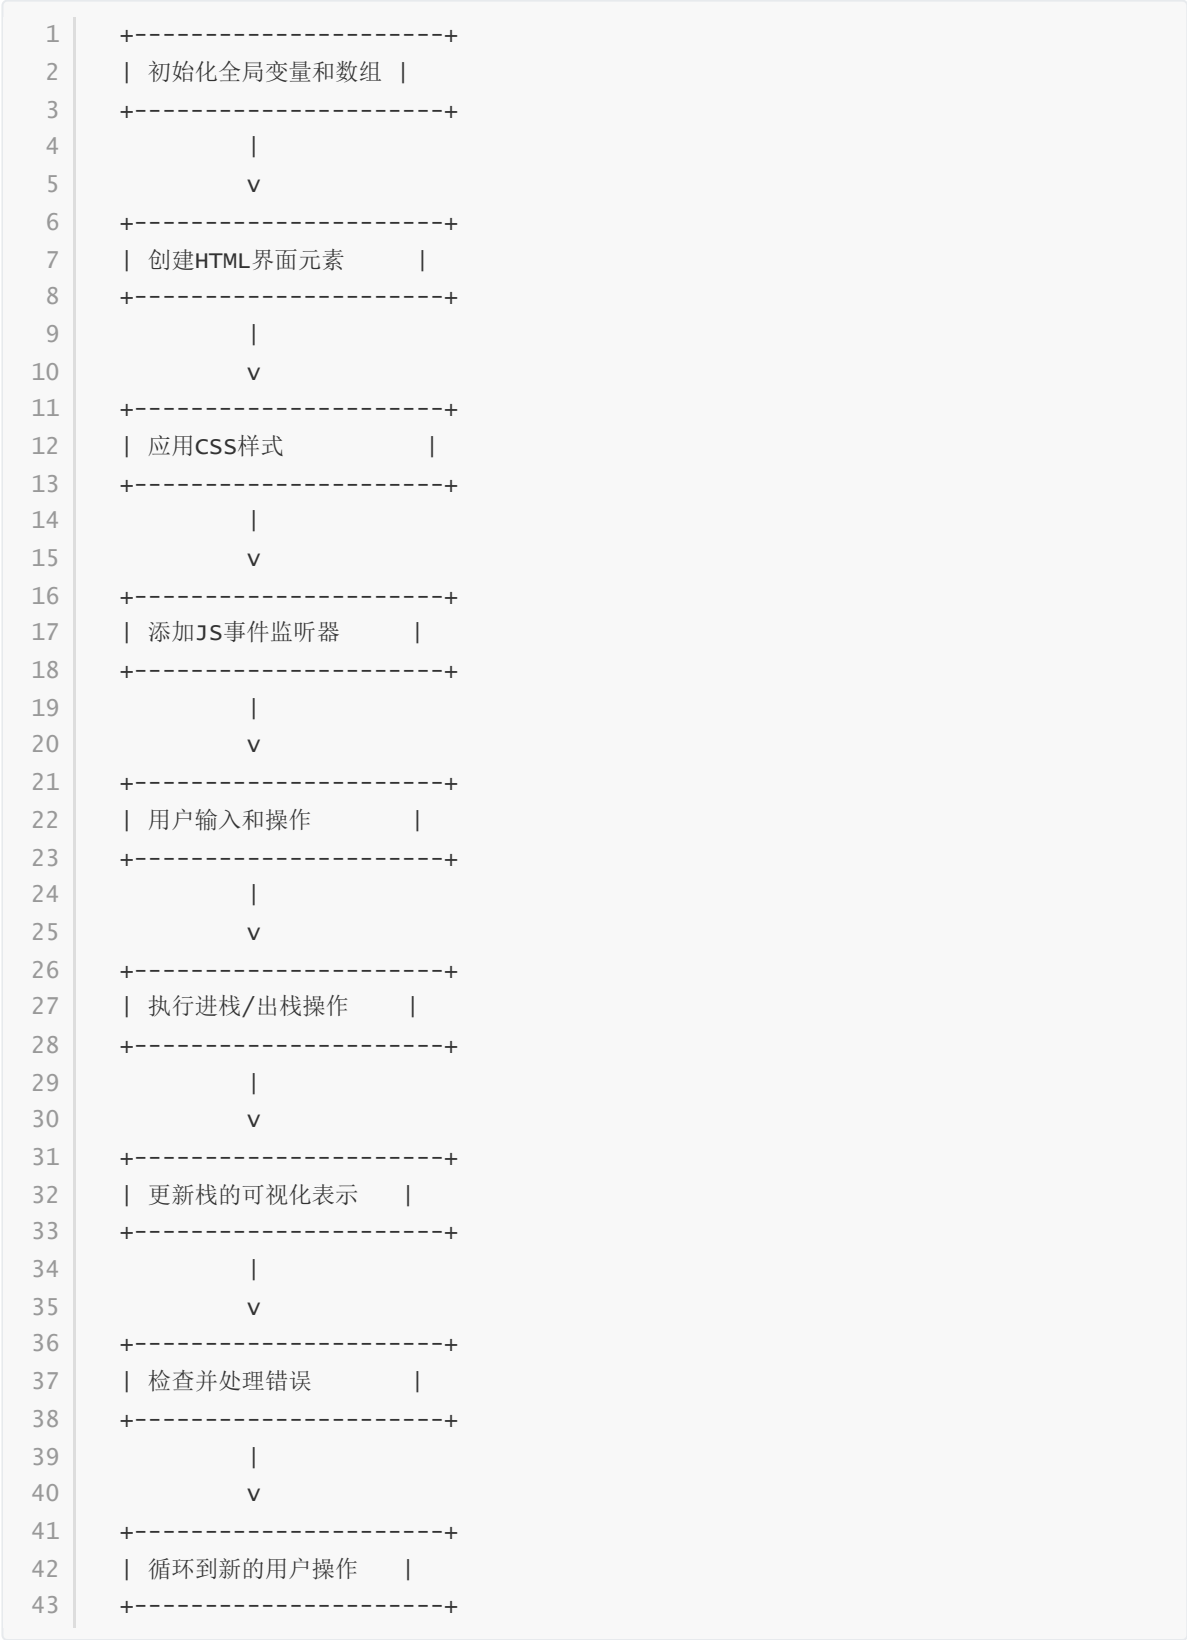 1 +----------------------+
2 | 初始化全局变量和数组 |
3 +----------------------+
4 |
5 v
6 +----------------------+
7 | 创建HTML界面元素 |
8 +----------------------+
9 |
10 v
11 +----------------------+
12 | 应用CSS样式 |
13 +----------------------+
14 |
15 v
16 +----------------------+
17 | 添加JS事件监听器 |
18 +----------------------+
19 |
20 v
21 +----------------------+
22 | 用户输入和操作 |
23 +----------------------+
24 |
25 v
26 +----------------------+
27 | 执行进栈/出栈操作 |
28 +----------------------+
29 |
30 v
31 +----------------------+
32 | 更新栈的可视化表示 |
33 +----------------------+
34 |
35 v
36 +----------------------+
37 | 检查并处理错误 |
38 +----------------------+
39 |
40 v
41 +----------------------+
42 | 循环到新的用户操作 |
43 +----------------------+